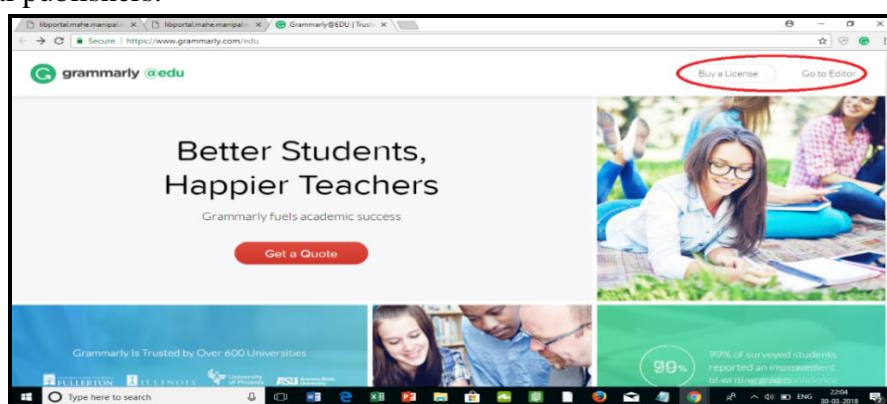 publishers.
libportal.mahe.manipal.
libportal.mahe.manipal.
Grammarly@EDU | Trust
Secure | https://www.grammarly.com/edu
grammarly @edu
Buy a License
Go to Editor
Better Students,
Happier Teachers
Grammarly fuels academic success
Get a Quote
Grammarly Is Trusted by Over 600 Universities
FULLERTON
ILLINOIS
University of Phoenix
ASU Arizona State University
99%
99% of surveyed students
reported an improvement
Type here to search
ENG
22:04
30-03-2018